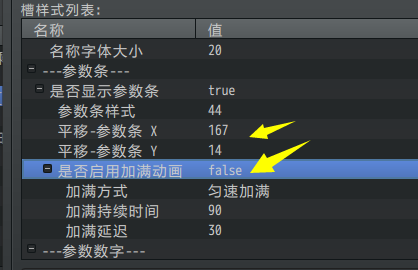 槽样式列表:
名称 值
名称字体大小 20
---参数条---
是否显示参数条 true
参数条样式 44
平移-参数条 X 167
平移-参数条 Y 14
是否启用加满动画 false
加满方式 匀速加满
加满持续时间 90
加满延迟 30
---参数数字---